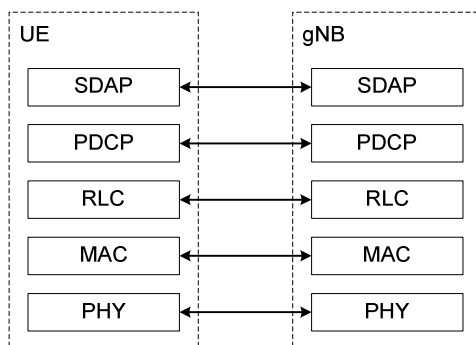 UE gNB
SDAP SDAP
PDCP PDCP
RLC RLC
MAC MAC
PHY PHY